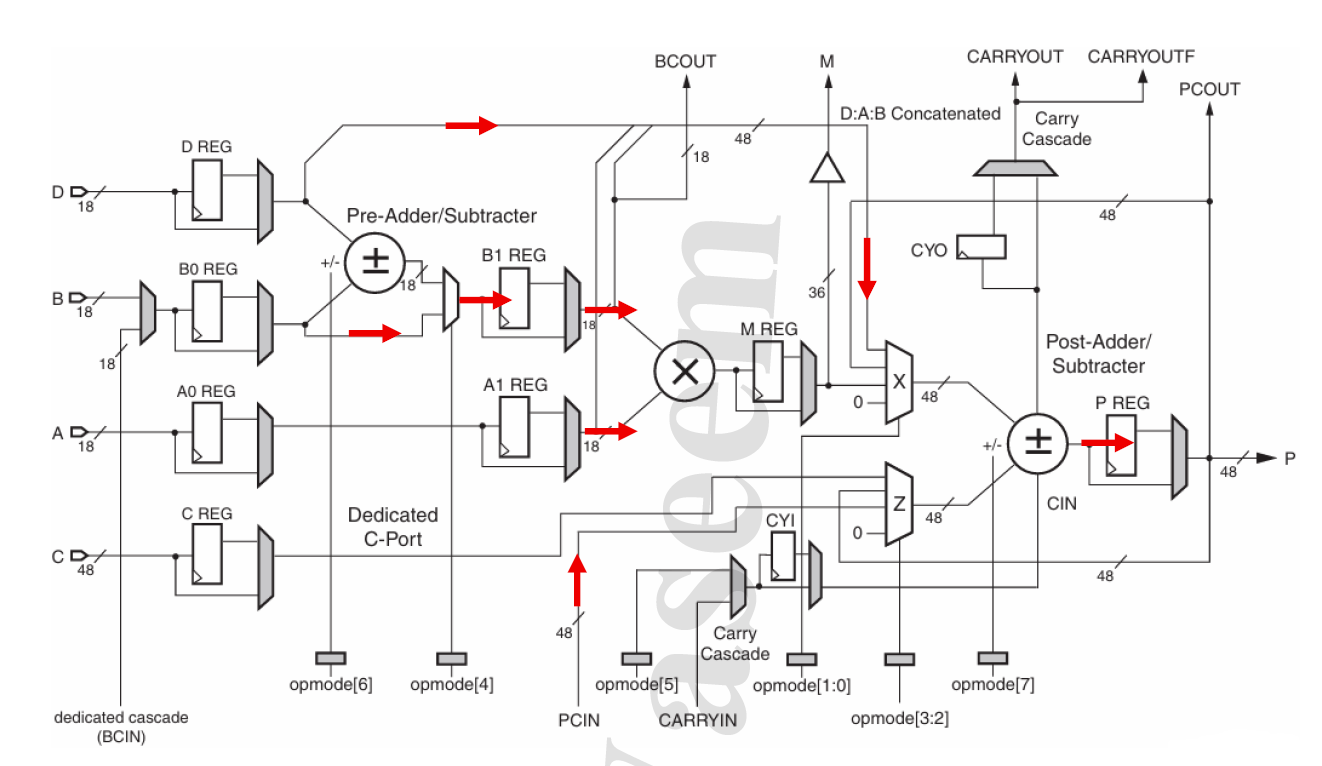 BCOUT
M
CARRYOUT
CARRYOUTF
PCOUT
D:A:B Concatenated
Carry
Cascade
48
18
D REG
D
18
Pre-Adder/Subtracter
48
+/-
±
18
B0 REG
B1 REG
CYO
B
18
36
18
18
M REG
Post-Adder/
Subtracter
A0 REG
A1 REG
×
X
48
0
P REG
A
18
18
+/-
±
48
P
C REG
Dedicated
C-Port
Z
48
CIN
CYI
0
C
48
48
48
Carry
Cascade
opmode[6]
opmode[4]
opmode[5]
opmode[1:0]
opmode[7]
dedicated cascade
(BCIN)
PCIN
CARRYIN
opmode[3:2]
aseem